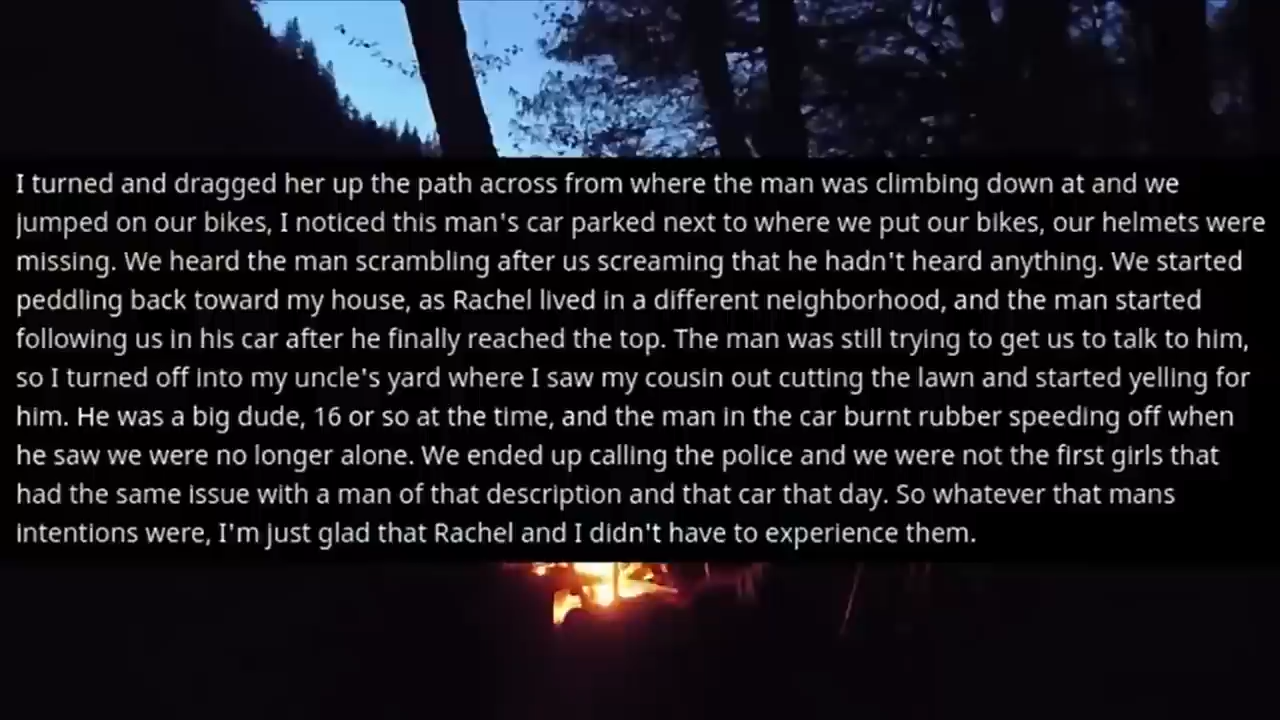 I turned and dragged her up the path across from where the man was climbing down at and we
jumped on our bikes, I noticed this man's car parked next to where we put our bikes, our helmets were
missing. We heard the man scrambling after us screaming that he hadn't heard anything. We started
peddling back toward my house, as Rachel lived in a different neighborhood, and the man started
following us in his car after he finally reached the top. The man was still trying to get us to talk to him,
so I turned off into my uncle's yard where I saw my cousin out cutting the lawn and started yelling for
him. He was a big dude, 16 or so at the time, and the man in the car burnt rubber speeding off when
he saw we were no longer alone. We ended up calling the police and we were not the first girls that
had the same issue with a man of that description and that car that day. So whatever that mans
intentions were, I'm just glad that Rachel and I didn't have to experience them.